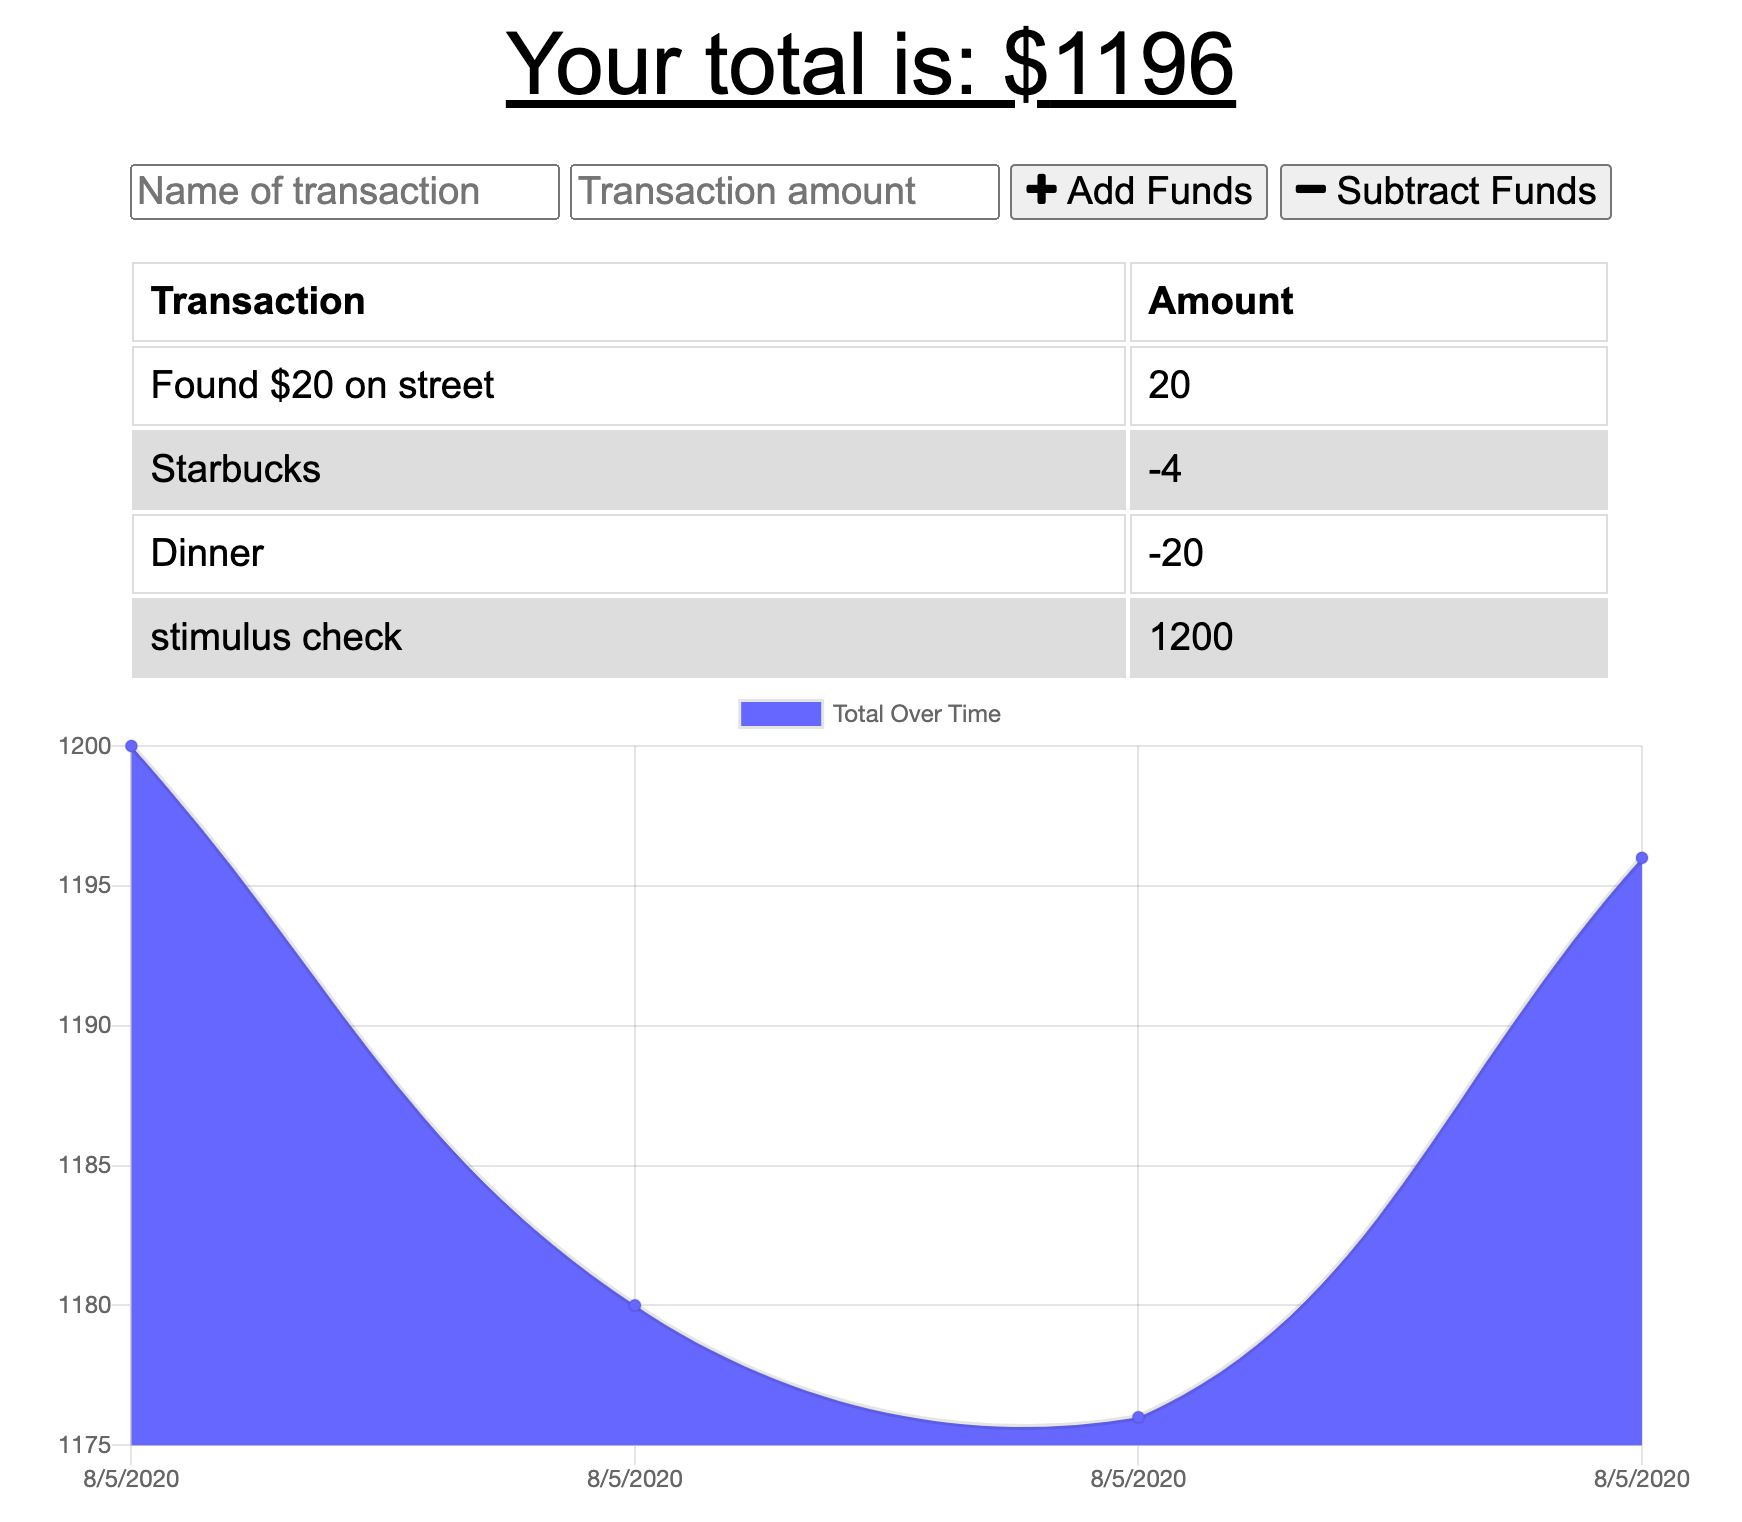 Your total is: $1196
Name of transaction Transaction amount + Add Funds − Subtract Funds
Transaction Amount
Found $20 on street 20
Starbucks -4
Dinner -20
stimulus check 1200
Total Over Time
1200
1195
1190
1185
1180
1175
8/5/2020 8/5/2020 8/5/2020 8/5/2020